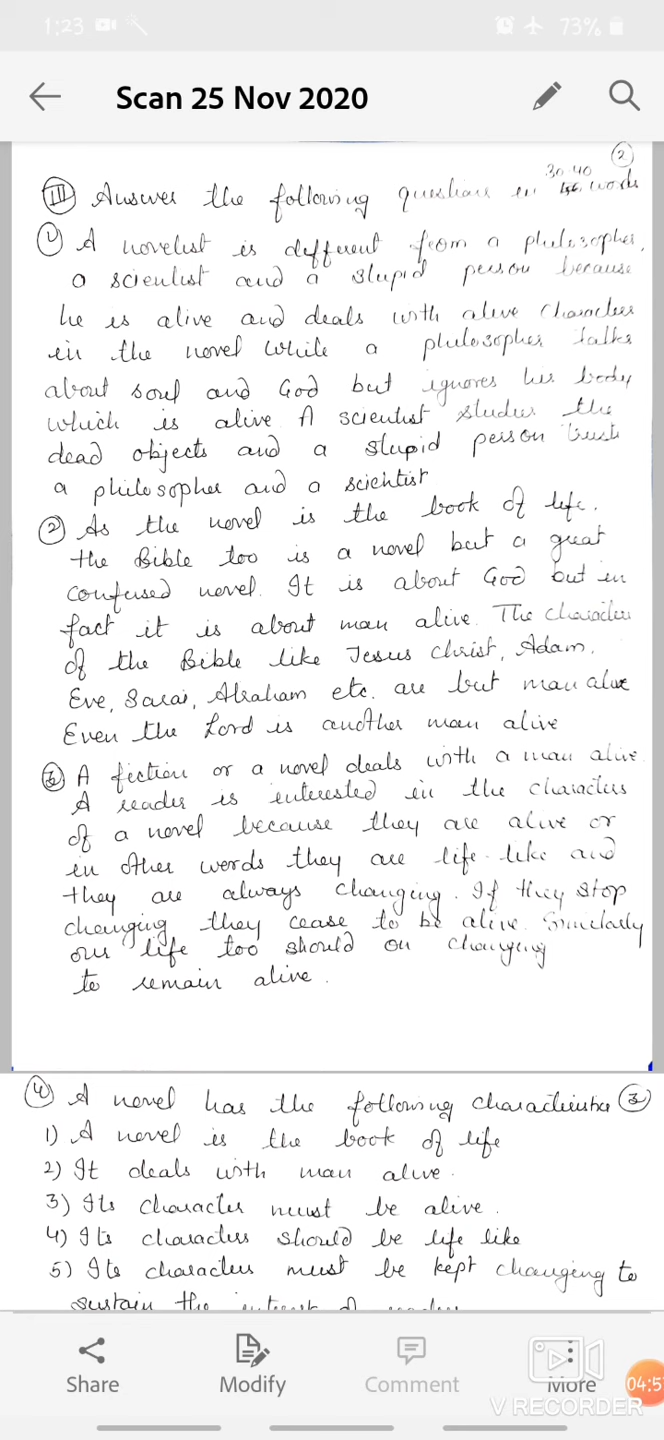 1:23
73%
Scan 25 Nov 2020
2
30-40
III Answer the following questions in words
1 A novelist is different from a philosopher,
a scientist and a stupid person because
he is alive and deals with alive characters
in the novel while a philosopher talks
about soul and God but ignores his body
which is alive. A scientist studies the
dead objects and a stupid person trusts
a philosopher and a scientist
2 As the novel is the book of life.
the Bible too is a novel but a great
confused novel. It is about God but in
fact it is about man alive. The characters
of the Bible like Jesus Christ, Adam,
Eve, Sarai, Abraham etc. are but man alive
Even the Lord is another man alive
3 A fiction or a novel deals with a man alive.
A reader is interested in the characters
of a novel because they are alive or
in other words they are life-like and
they are always changing. If they stop
changing they cease to be alive. Similarly
our life too should on changing
to remain alive.
4 A novel has the following characteristics 3
1) A novel is the book of life
2) It deals with man alive.
3) Its character must be alive.
4) Its characters should be life like
5) Its characters must be kept changing to
sustain the interest of readers
Share
Modify
Comment
More
04:5
V RECORDER